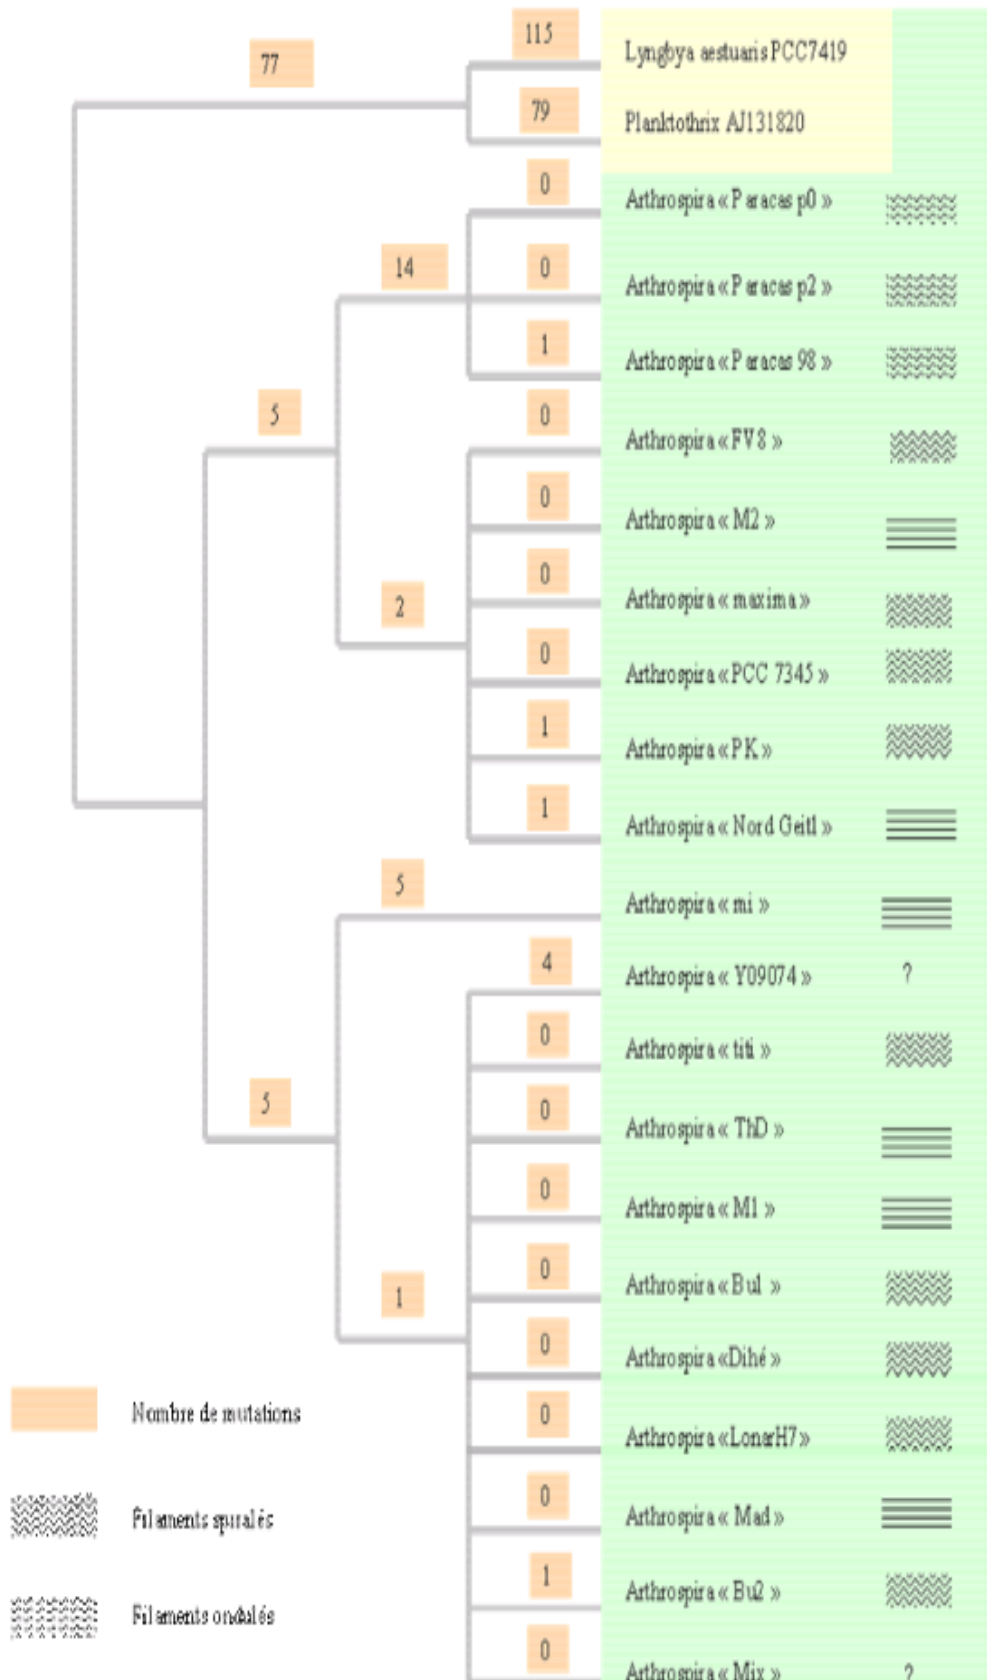 115
Lyngbya aestuaris PCC7419
77
79
Planktothrix AJ131820
0
Arthrospira « Paracas p0 »
14
0
Arthrospira « Paracas p2 »
1
Arthrospira « Paracas 98 »
5
0
Arthrospira « FV8 »
0
Arthrospira « M2 »
0
Arthrospira « maxima »
2
0
Arthrospira « PCC 7345 »
1
Arthrospira « PK »
1
Arthrospira « Nord Geitl »
5
Arthrospira « mi »
4
Arthrospira « Y09074 » ?
0
Arthrospira « titi »
5
0
Arthrospira « ThD »
0
Arthrospira « M1 »
0
Arthrospira « Bu1 »
1
0
Arthrospira «Dihé »
0
Arthrospira «LonarH7»
Nombre de mutations
0
Arthrospira « Mad »
Filaments spiralés
1
Arthrospira « Bu2 »
Filaments ondulés
0
Arthrospira « Mix » ?